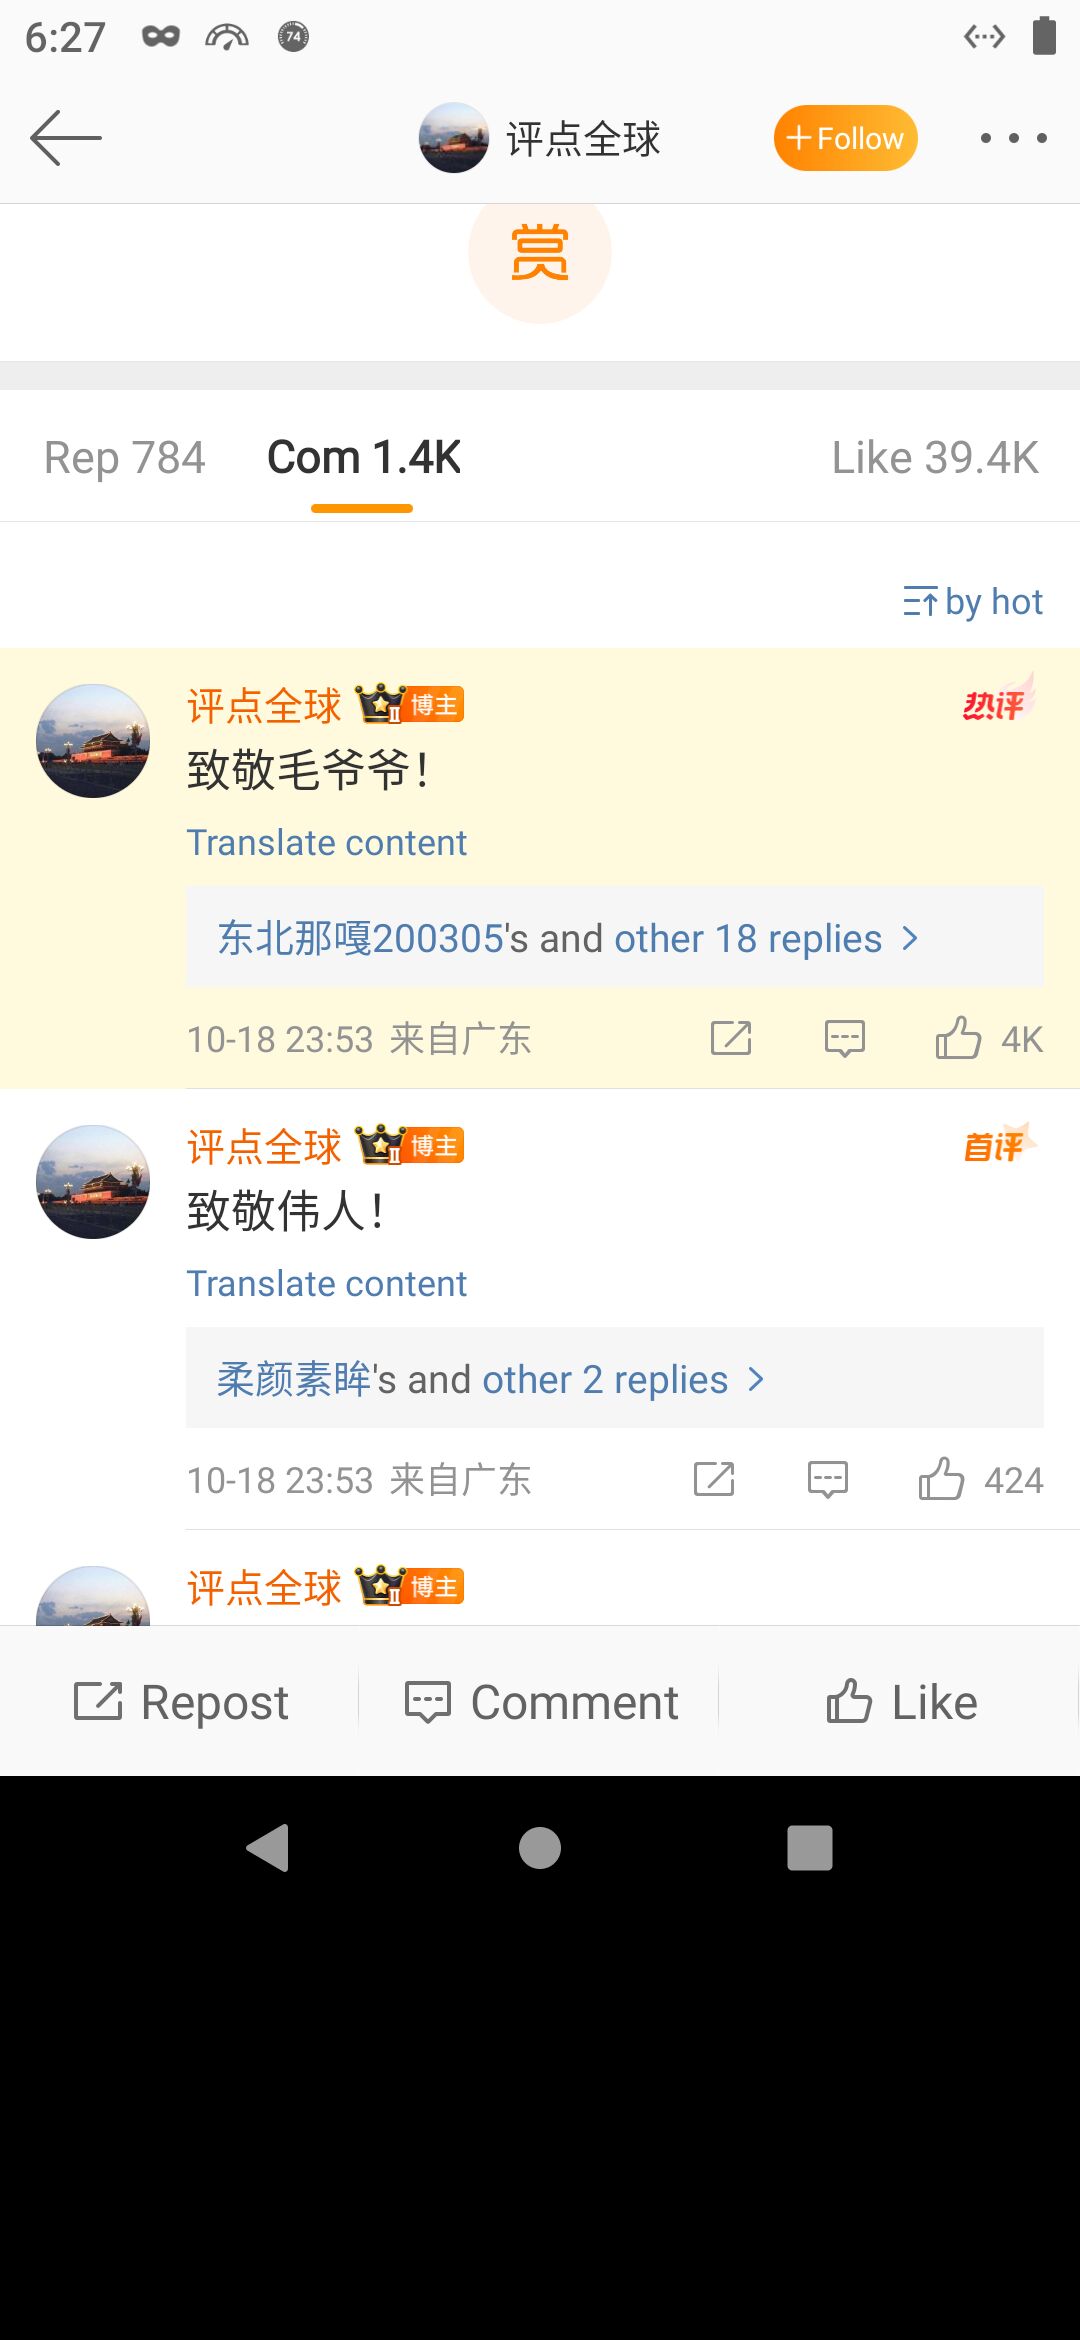 6:27
74
评点全球
+Follow
赏
Rep 784
Com 1.4K
Like 39.4K
by hot
评点全球
II
博主
热评
致敬毛爷爷！
Translate content
东北那嘎200305's and other 18 replies
10-18 23:53 来自广东
4K
评点全球
II
博主
首评
致敬伟人！
Translate content
柔颜素眸's and other 2 replies
10-18 23:53 来自广东
424
评点全球
II
博主
Repost
Comment
Like